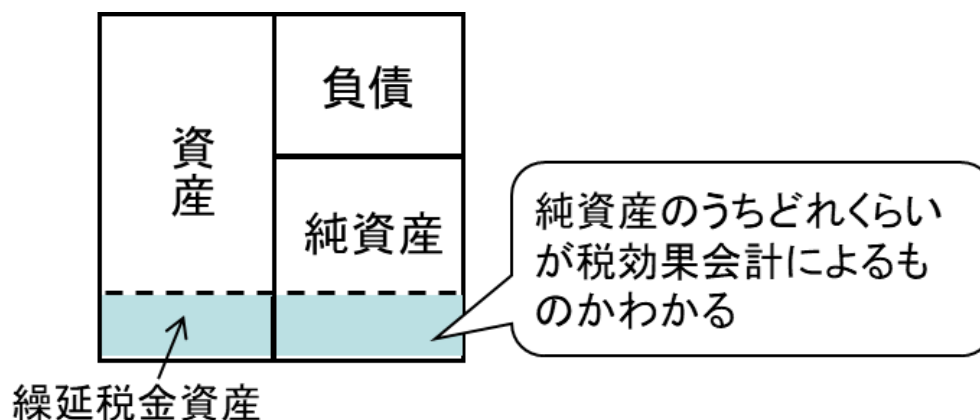 資産
負債
純資産
純資産のうちどれくらい
が税効果会計によるも
のかわかる
繰延税金資産